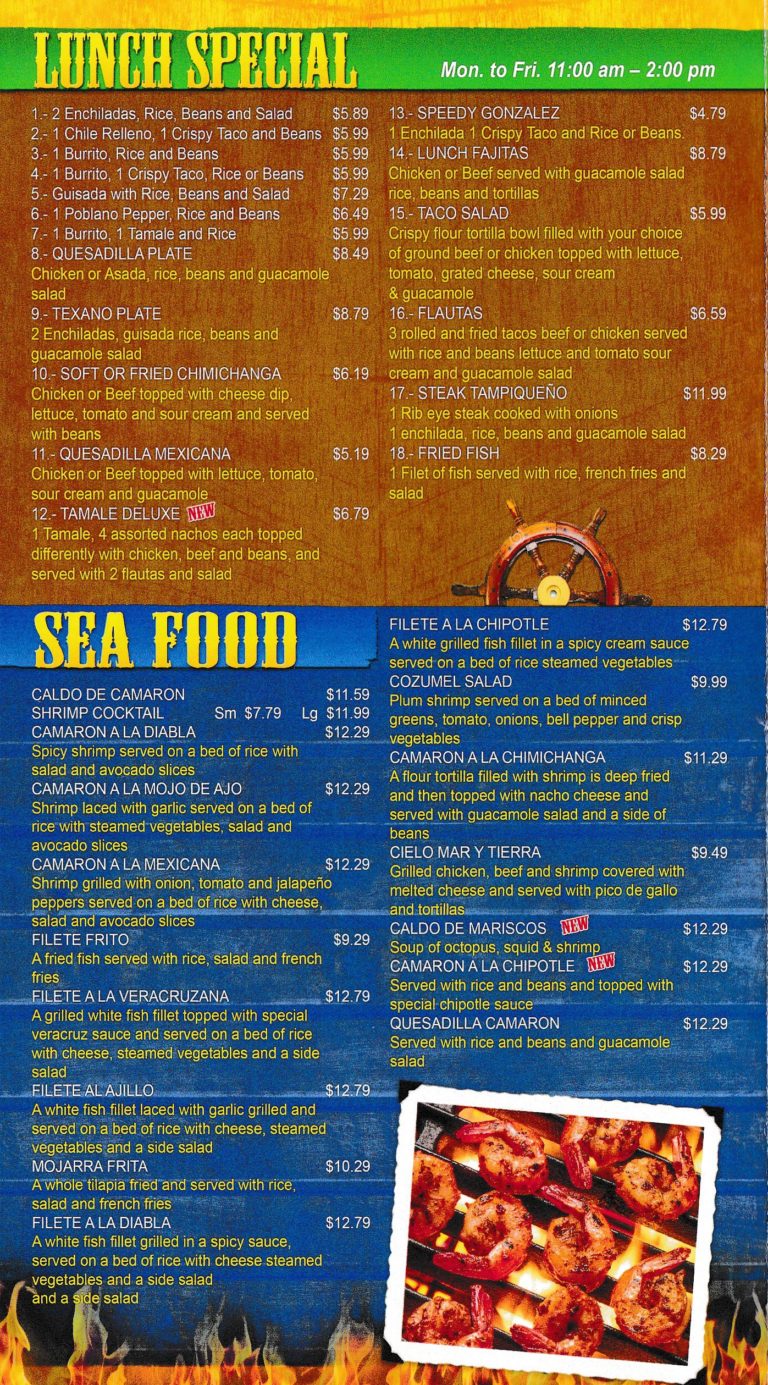 LUNCH SPECIAL
Mon. to Fri. 11:00 am – 2:00 pm
1.- 2 Enchiladas, Rice, Beans and Salad $5.89
2.- 1 Chile Relleno, 1 Crispy Taco and Beans $5.99
3.- 1 Burrito, Rice and Beans $5.99
4.- 1 Burrito, 1 Crispy Taco, Rice or Beans $5.99
5.- Guisada with Rice, Beans and Salad $7.29
6.- 1 Poblano Pepper, Rice and Beans $6.49
7.- 1 Burrito, 1 Tamale and Rice $5.99
8.- QUESADILLA PLATE $8.49
Chicken or Asada, rice, beans and guacamole
salad
9.- TEXANO PLATE $8.79
2 Enchiladas, guisada rice, beans and
guacamole salad
10.- SOFT OR FRIED CHIMICHANGA $6.19
Chicken or Beef topped with cheese dip,
lettuce, tomato and sour cream and served
with beans
11.- QUESADILLA MEXICANA $5.19
Chicken or Beef topped with lettuce, tomato,
sour cream and guacamole
12.- TAMALE DELUXE NEW $6.79
1 Tamale, 4 assorted nachos each topped
differently with chicken, beef and beans, and
served with 2 flautas and salad
13.- SPEEDY GONZALEZ $4.79
1 Enchilada 1 Crispy Taco and Rice or Beans.
14.- LUNCH FAJITAS $8.79
Chicken or Beef served with guacamole salad
rice, beans and tortillas
15.- TACO SALAD $5.99
Crispy flour tortilla bowl filled with your choice
of ground beef or chicken topped with lettuce,
tomato, grated cheese, sour cream
& guacamole
16.- FLAUTAS $6.59
3 rolled and fried tacos beef or chicken served
with rice and beans lettuce and tomato sour
cream and guacamole salad
17.- STEAK TAMPIQUEÑO $11.99
1 Rib eye steak cooked with onions
1 enchilada, rice, beans and guacamole salad
18.- FRIED FISH $8.29
1 Filet of fish served with rice, french fries and
salad
SEA FOOD
CALDO DE CAMARON $11.59
SHRIMP COCKTAIL Sm $7.79 Lg $11.99
CAMARON A LA DIABLA $12.29
Spicy shrimp served on a bed of rice with
salad and avocado slices
CAMARON A LA MOJO DE AJO $12.29
Shrimp laced with garlic served on a bed of
rice with steamed vegetables, salad and
avocado slices
CAMARON A LA MEXICANA $12.29
Shrimp grilled with onion, tomato and jalapeño
peppers served on a bed of rice with cheese,
salad and avocado slices
FILETE FRITO $9.29
A fried fish served with rice, salad and french
fries
FILETE A LA VERACRUZANA $12.79
A grilled white fish fillet topped with special
veracruz sauce and served on a bed of rice
with cheese, steamed vegetables and a side
salad
FILETE AL AJILLO $12.79
A white fish fillet laced with garlic grilled and
served on a bed of rice with cheese, steamed
vegetables and a side salad
MOJARRA FRITA $10.29
A whole tilapia fried and served with rice,
salad and french fries
FILETE A LA DIABLA $12.79
A white fish fillet grilled in a spicy sauce,
served on a bed of rice with cheese steamed
vegetables and a side salad
and a side salad
FILETE A LA CHIPOTLE $12.79
A white grilled fish fillet in a spicy cream sauce
served on a bed of rice steamed vegetables
COZUMEL SALAD $9.99
Plum shrimp served on a bed of minced
greens, tomato, onions, bell pepper and crisp
vegetables
CAMARON A LA CHIMICHANGA $11.29
A flour tortilla filled with shrimp is deep fried
and then topped with nacho cheese and
served with guacamole salad and a side of
beans
CIELO MAR Y TIERRA $9.49
Grilled chicken, beef and shrimp covered with
melted cheese and served with pico de gallo
and tortillas
CALDO DE MARISCOS NEW $12.29
Soup of octopus, squid & shrimp
CAMARON A LA CHIPOTLE NEW $12.29
Served with rice and beans and topped with
special chipotle sauce
QUESADILLA CAMARON $12.29
Served with rice and beans and guacamole
salad